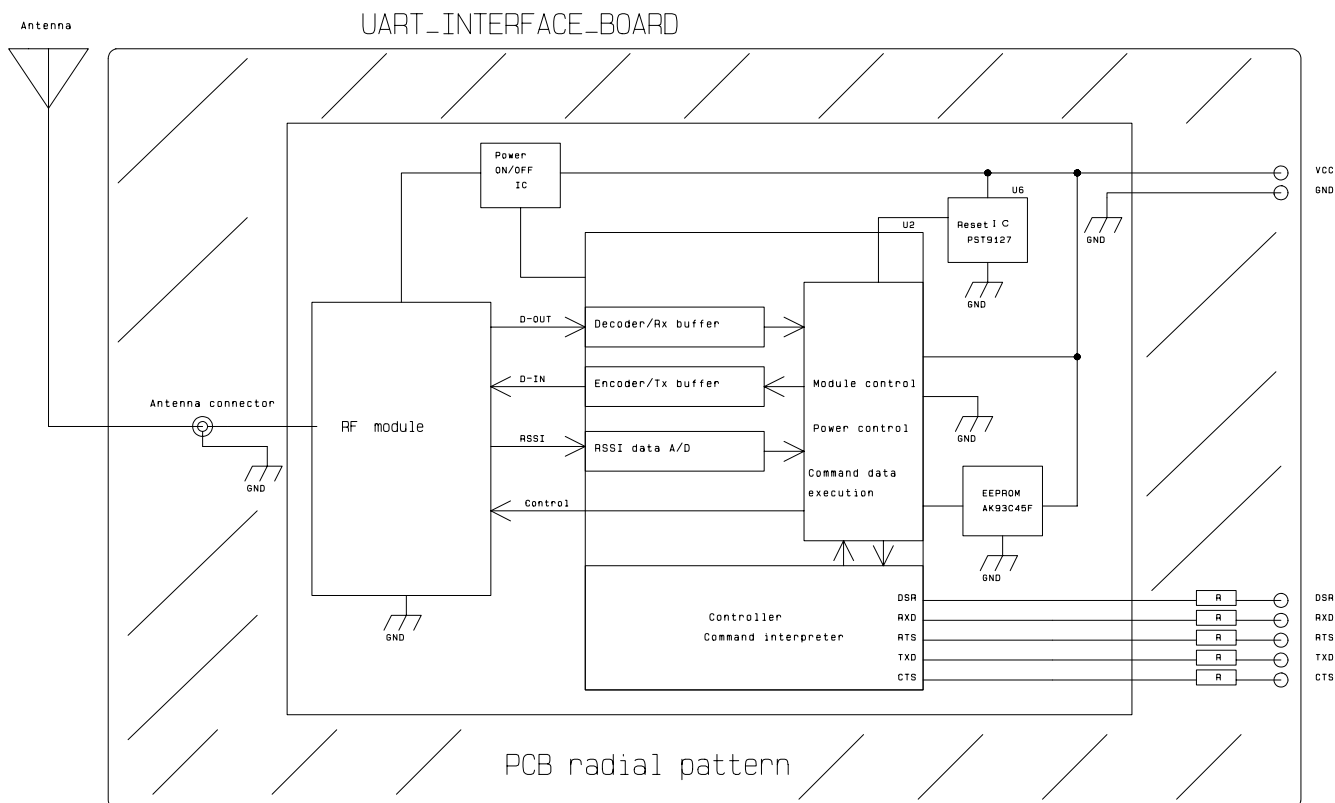 UART_INTERFACE_BOARD
Antenna
Power
ON/OFF
IC
VCC
GND
U6
Reset IC
PST9127
GND
U2
GND
D-OUT
Decoder/Rx buffer
D-IN
Encoder/Tx buffer
Module control
Antenna connector
RF module
Power control
GND
RSSI
RSSI data A/D
Command data
execution
GND
Control
EEPROM
AK93C45F
GND
GND
Controller
Command interpreter
DSR
R
DSR
RXD
R
RXD
RTS
R
RTS
TXD
R
TXD
CTS
R
CTS
PCB radial pattern